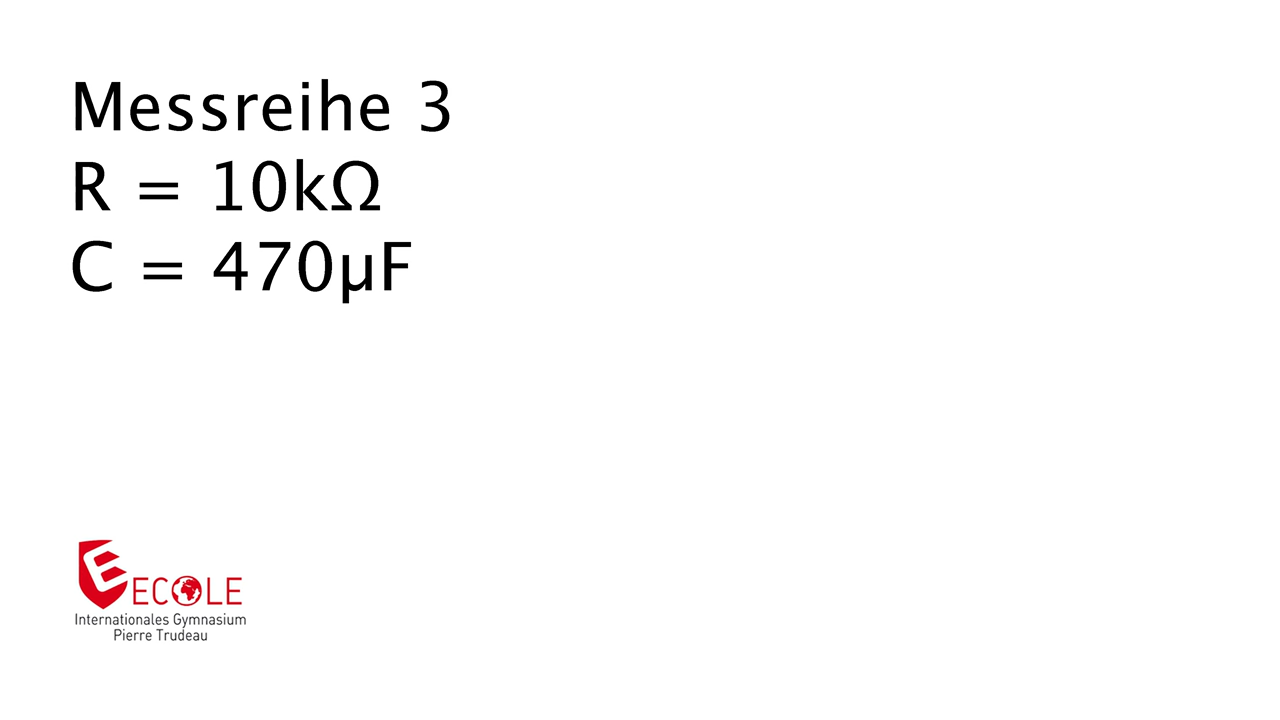 Messreihe 3
R = 10kΩ
C = 470µF
ECOLE
Internationales Gymnasium
Pierre Trudeau